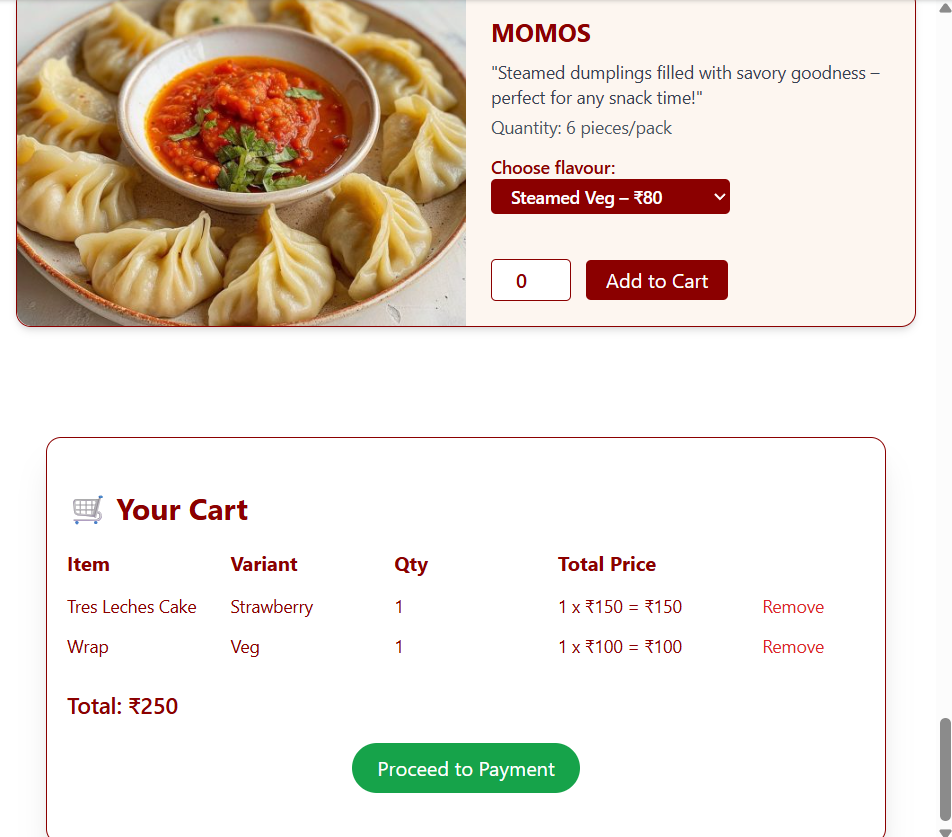 MOMOS
"Steamed dumplings filled with savory goodness –
perfect for any snack time!"
Quantity: 6 pieces/pack
Choose flavour:
Steamed Veg – ₹80
0 Add to Cart
Your Cart
Item Variant Qty Total Price
Tres Leches Cake Strawberry 1 1 x ₹150 = ₹150 Remove
Wrap Veg 1 1 x ₹100 = ₹100 Remove
Total: ₹250
Proceed to Payment